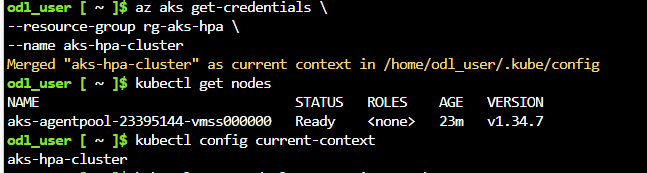 odl_user [ ~ ]$ az aks get-credentials \
--resource-group rg-aks-hpa \
--name aks-hpa-cluster
Merged "aks-hpa-cluster" as current context in /home/odl_user/.kube/config
odl_user [ ~ ]$ kubectl get nodes
NAME STATUS ROLES AGE VERSION
aks-agentpool-23395144-vmss000000 Ready <none> 23m v1.34.7
odl_user [ ~ ]$ kubectl config current-context
aks-hpa-cluster